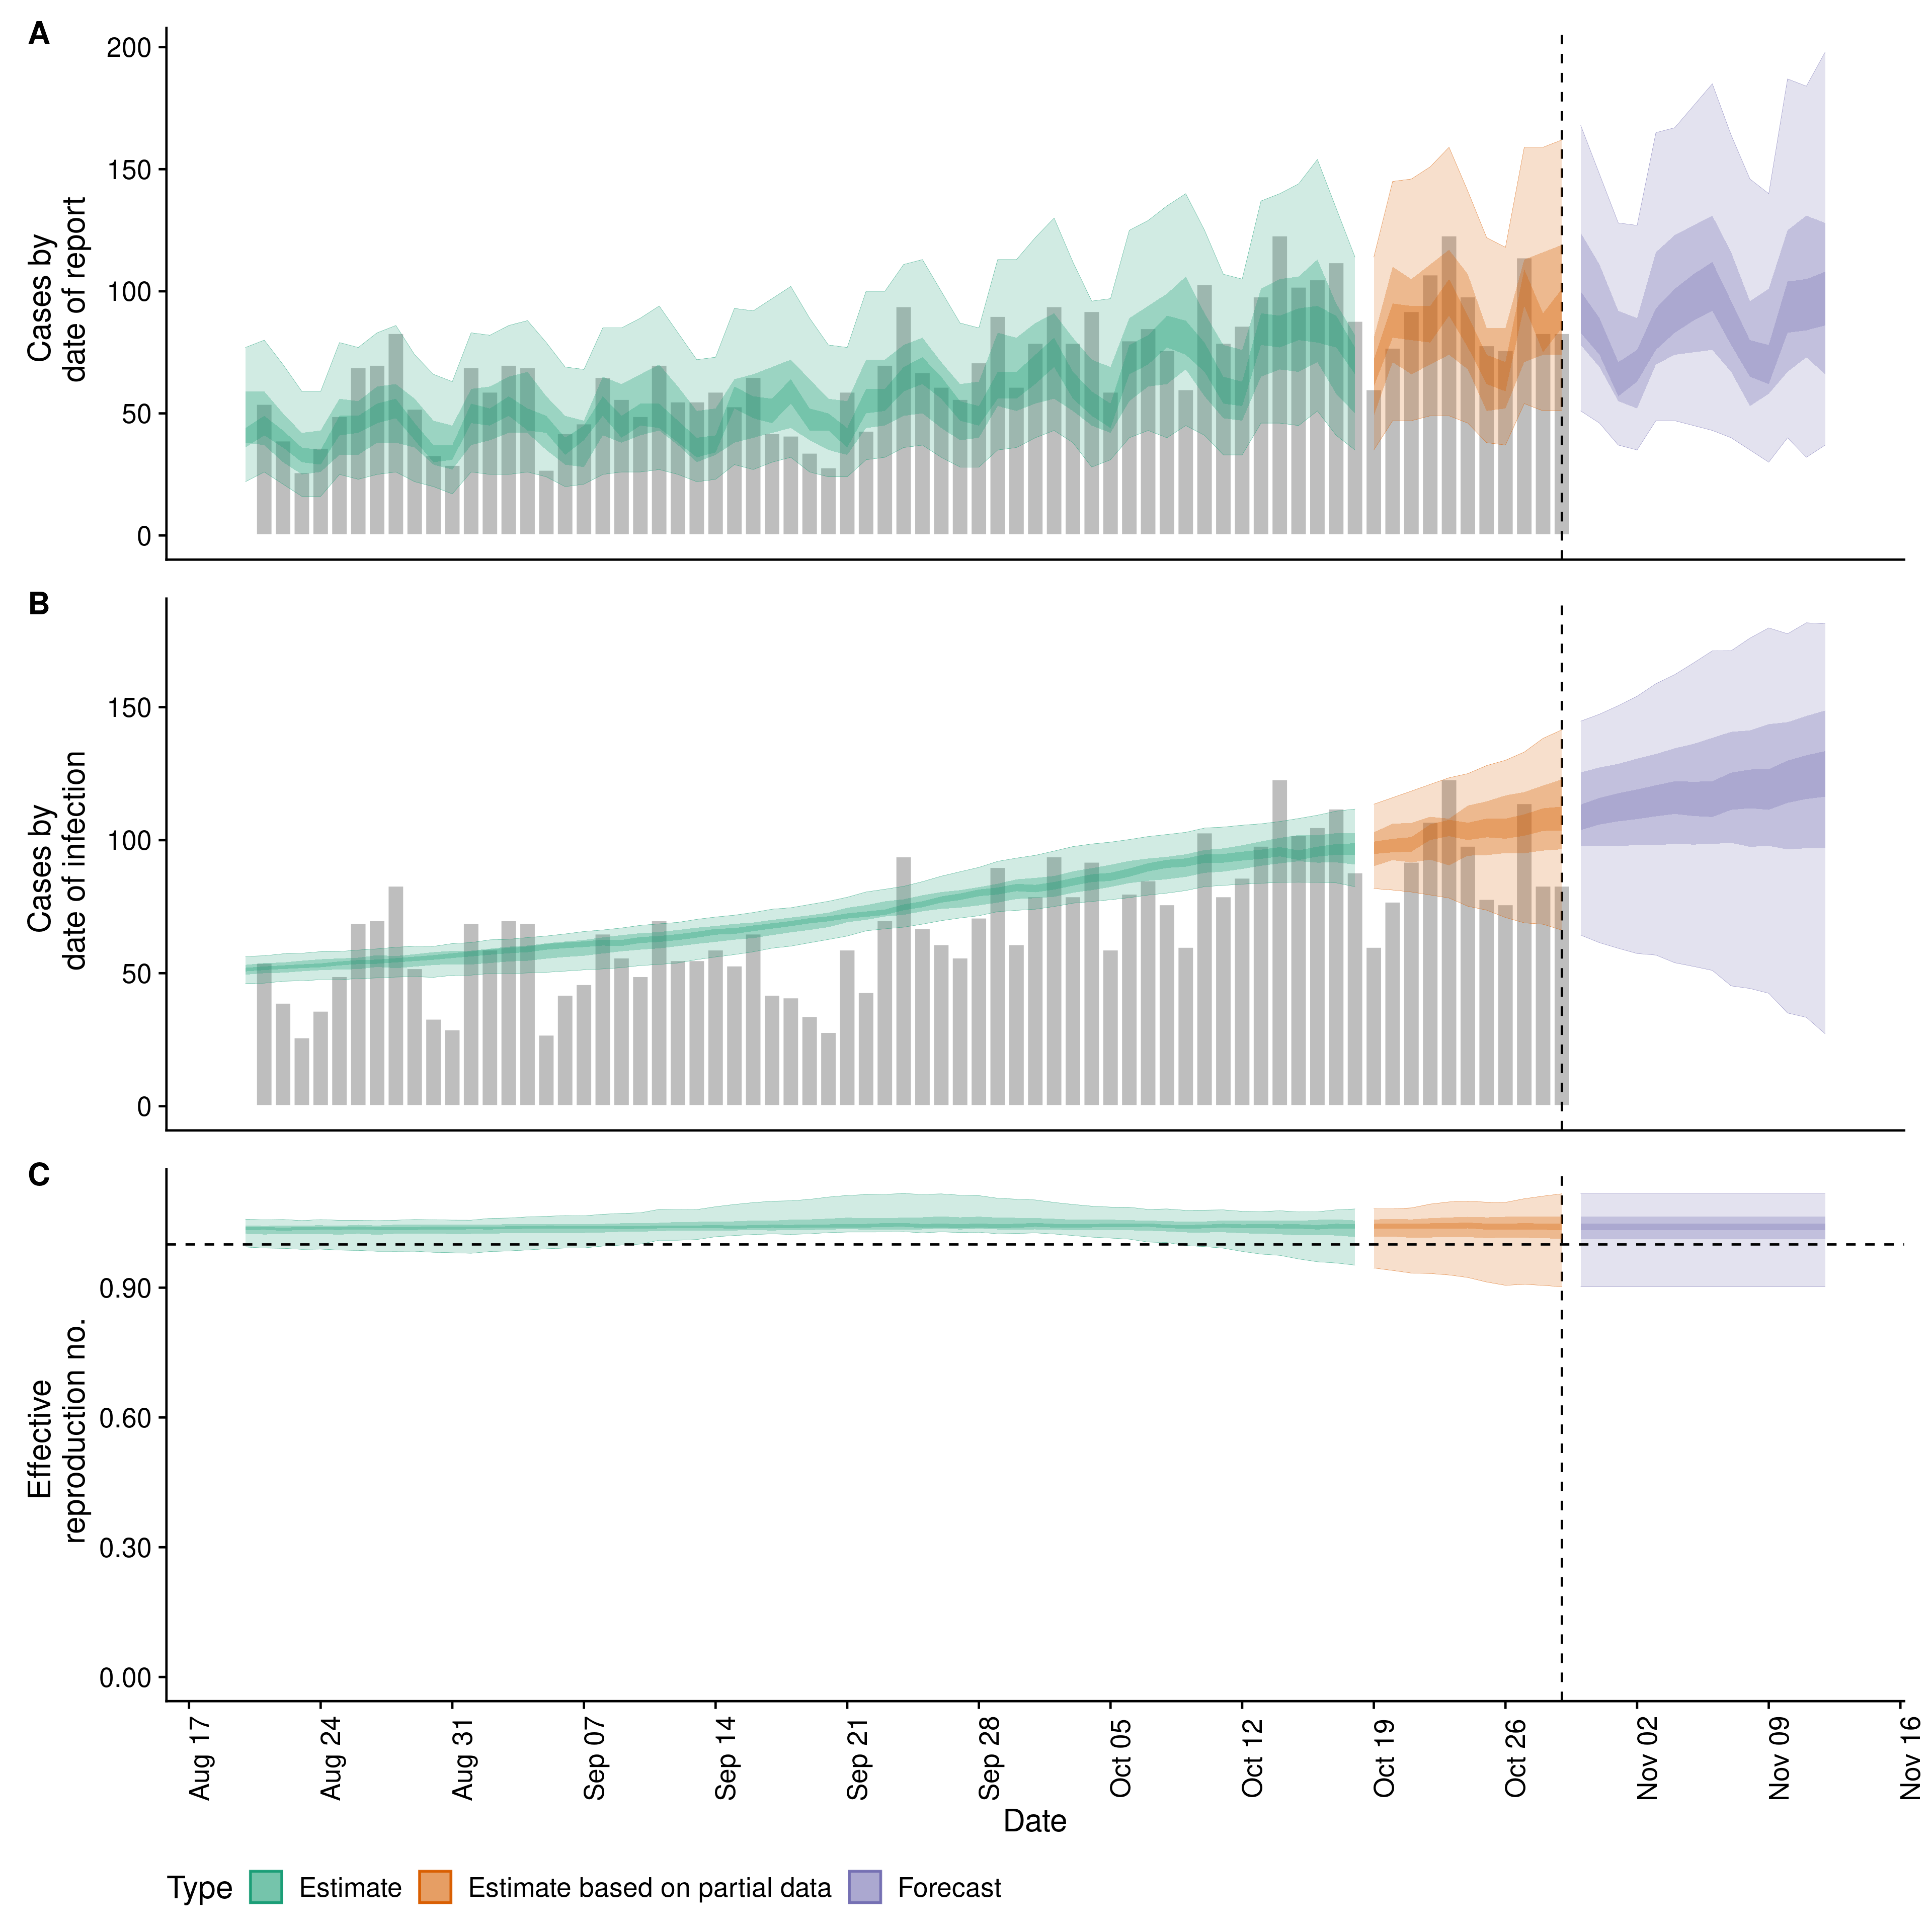 A
200
150
100
50
0
Cases by
date of report
B
150
100
50
0
Cases by
date of infection
C
0.90
0.60
0.30
0.00
Effective
reproduction no.
Aug 17
Aug 24
Aug 31
Sep 07
Sep 14
Sep 21
Sep 28
Oct 05
Oct 12
Oct 19
Oct 26
Nov 02
Nov 09
Nov 16
Date
Type Estimate Estimate based on partial data Forecast